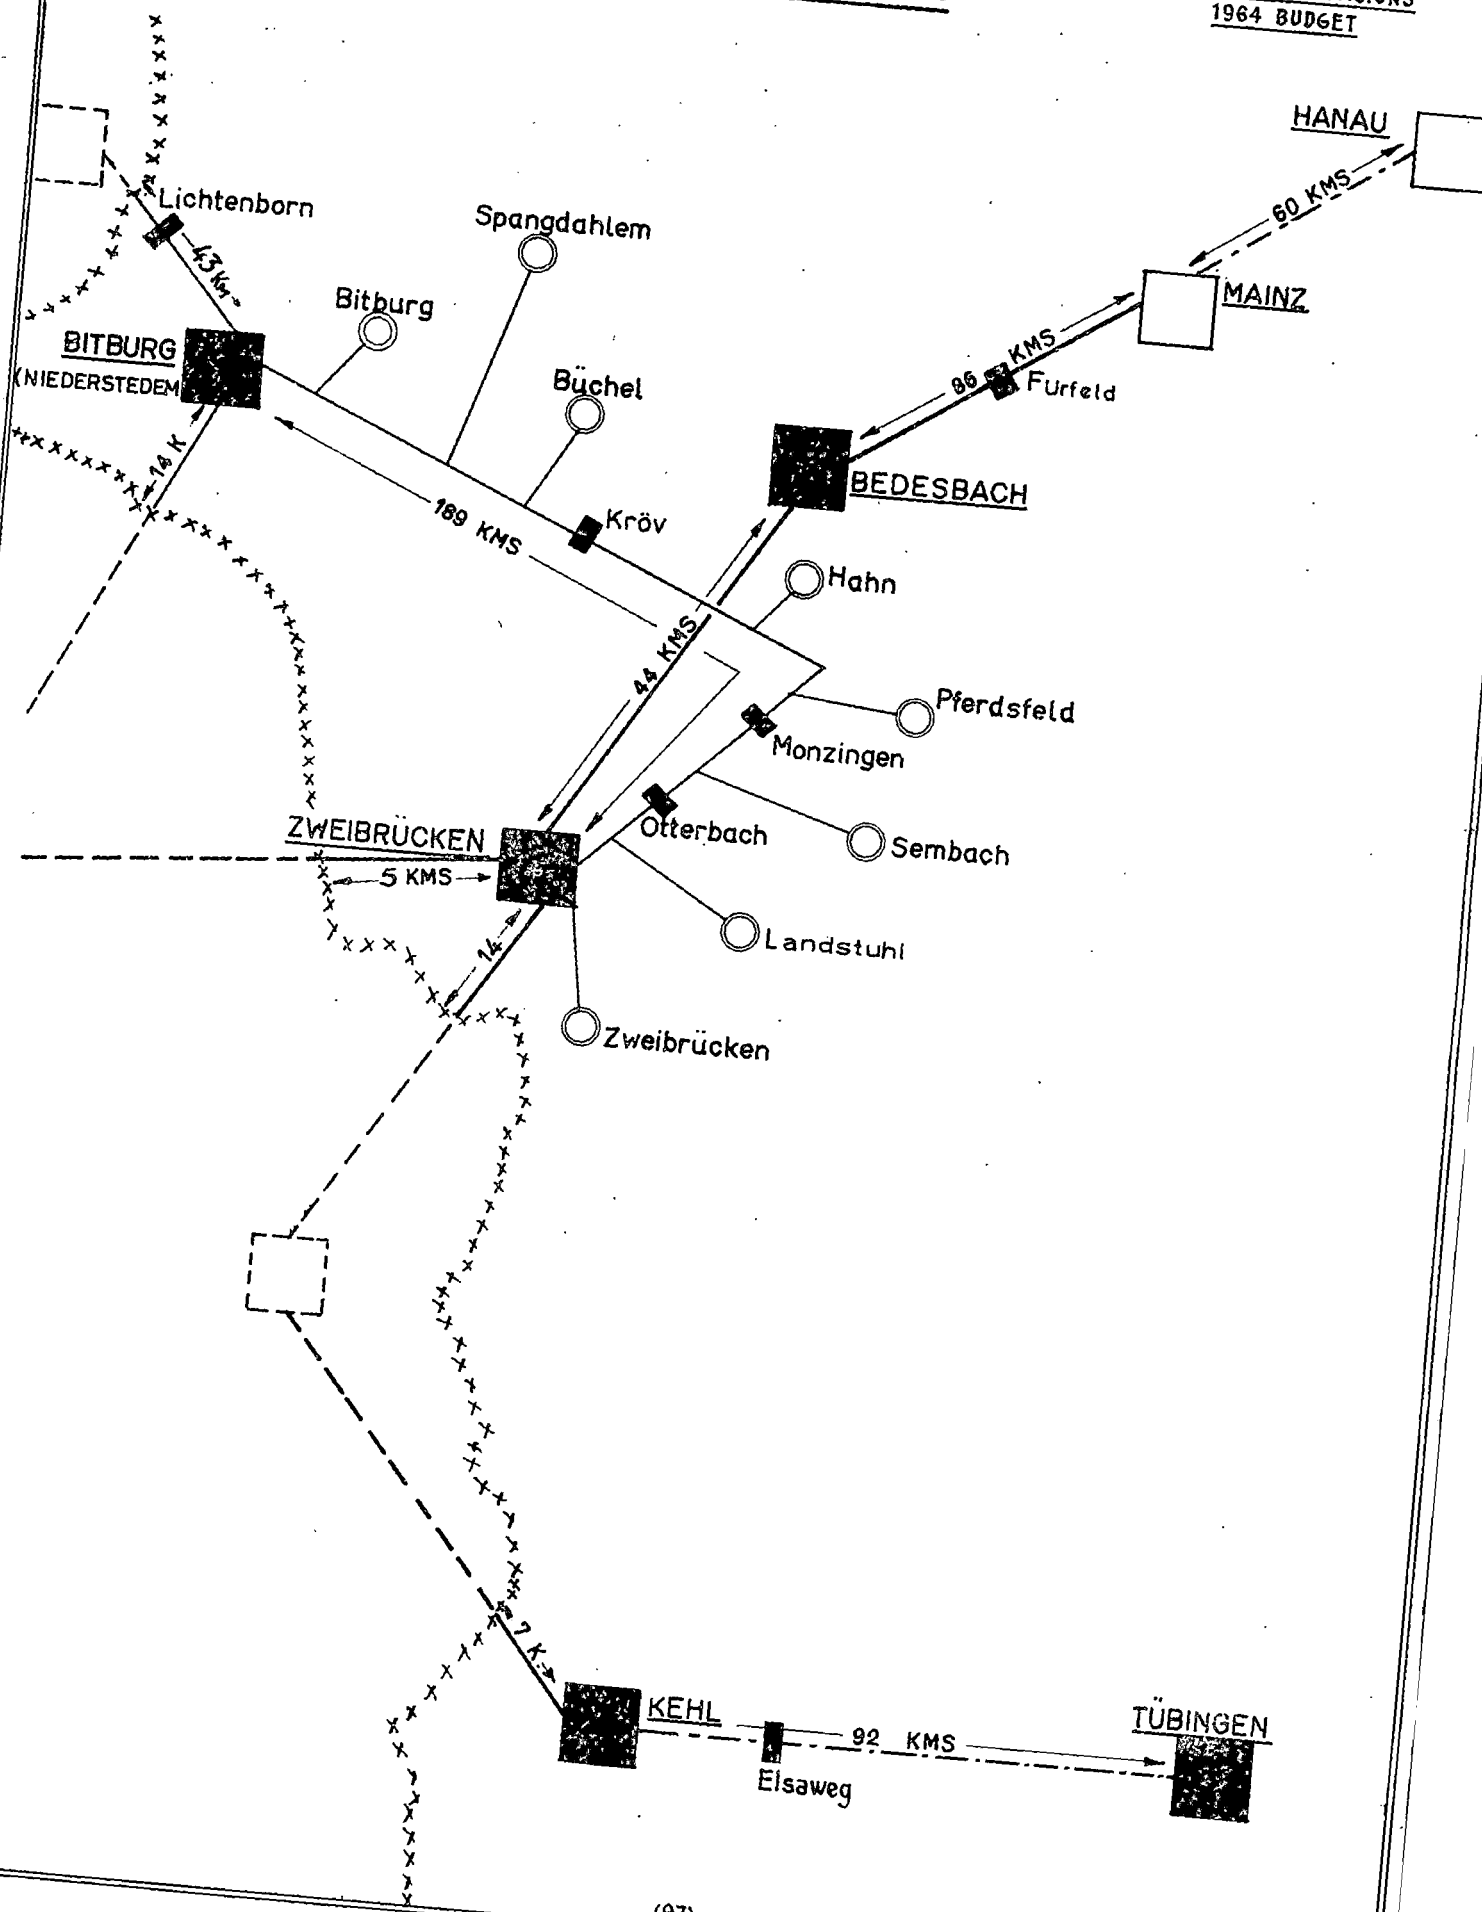 1964 BUDGET
HANAU
60 KMS
Lichtenborn
43 Km
Spangdahlem
Bitburg
MAINZ
BITBURG
(NIEDERSTEDEM
86 KMS
Furfeld
Büchel
14 K
BEDESBACH
189 KMS
Kröv
Hahn
44 KMS
Pferdsfeld
Monzingen
ZWEIBRÜCKEN
Otterbach
Sembach
5 KMS
14
Landstuhl
Zweibrücken
7 K.
KEHL
92 KMS
TÜBINGEN
Elsaweg